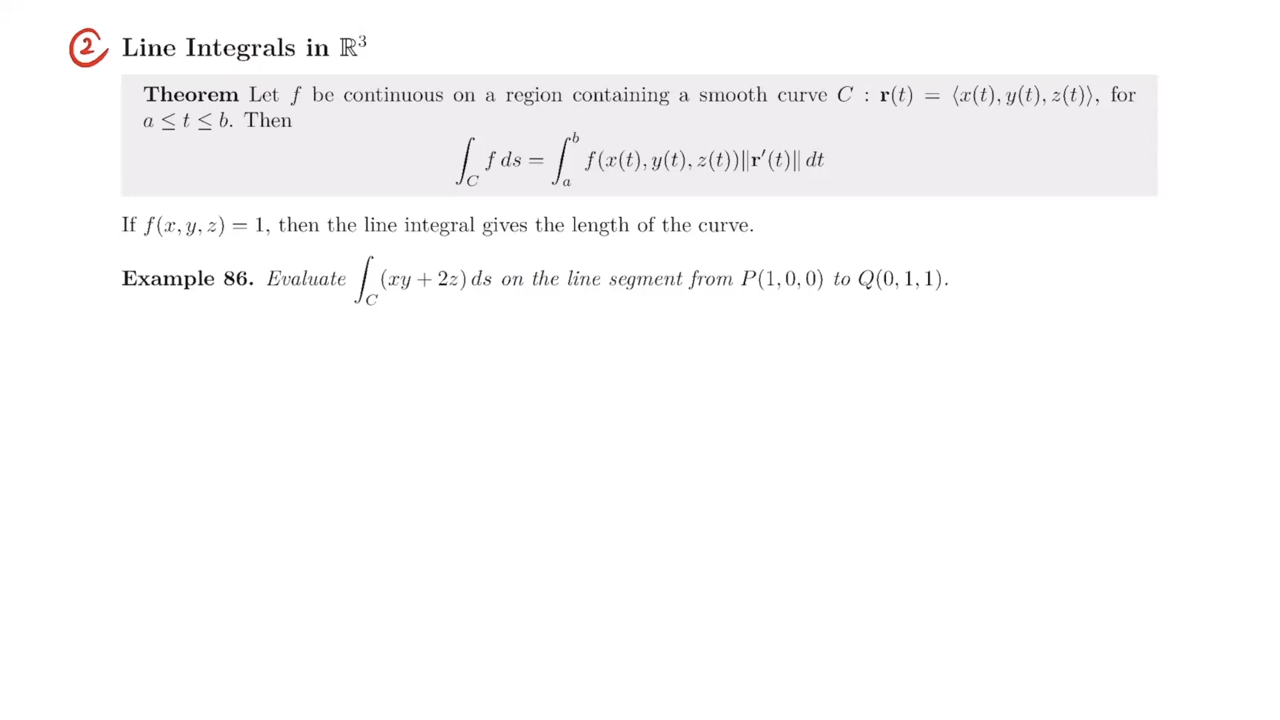 ② Line Integrals in ℝ³
Theorem Let f be continuous on a region containing a smooth curve C : r(t) = ⟨x(t), y(t), z(t)⟩, for
a ≤ t ≤ b. Then
∫_C f ds = ∫_a^b f(x(t), y(t), z(t))‖r′(t)‖ dt
If f(x, y, z) = 1, then the line integral gives the length of the curve.
Example 86. Evaluate ∫_C (xy + 2z) ds on the line segment from P(1, 0, 0) to Q(0, 1, 1).